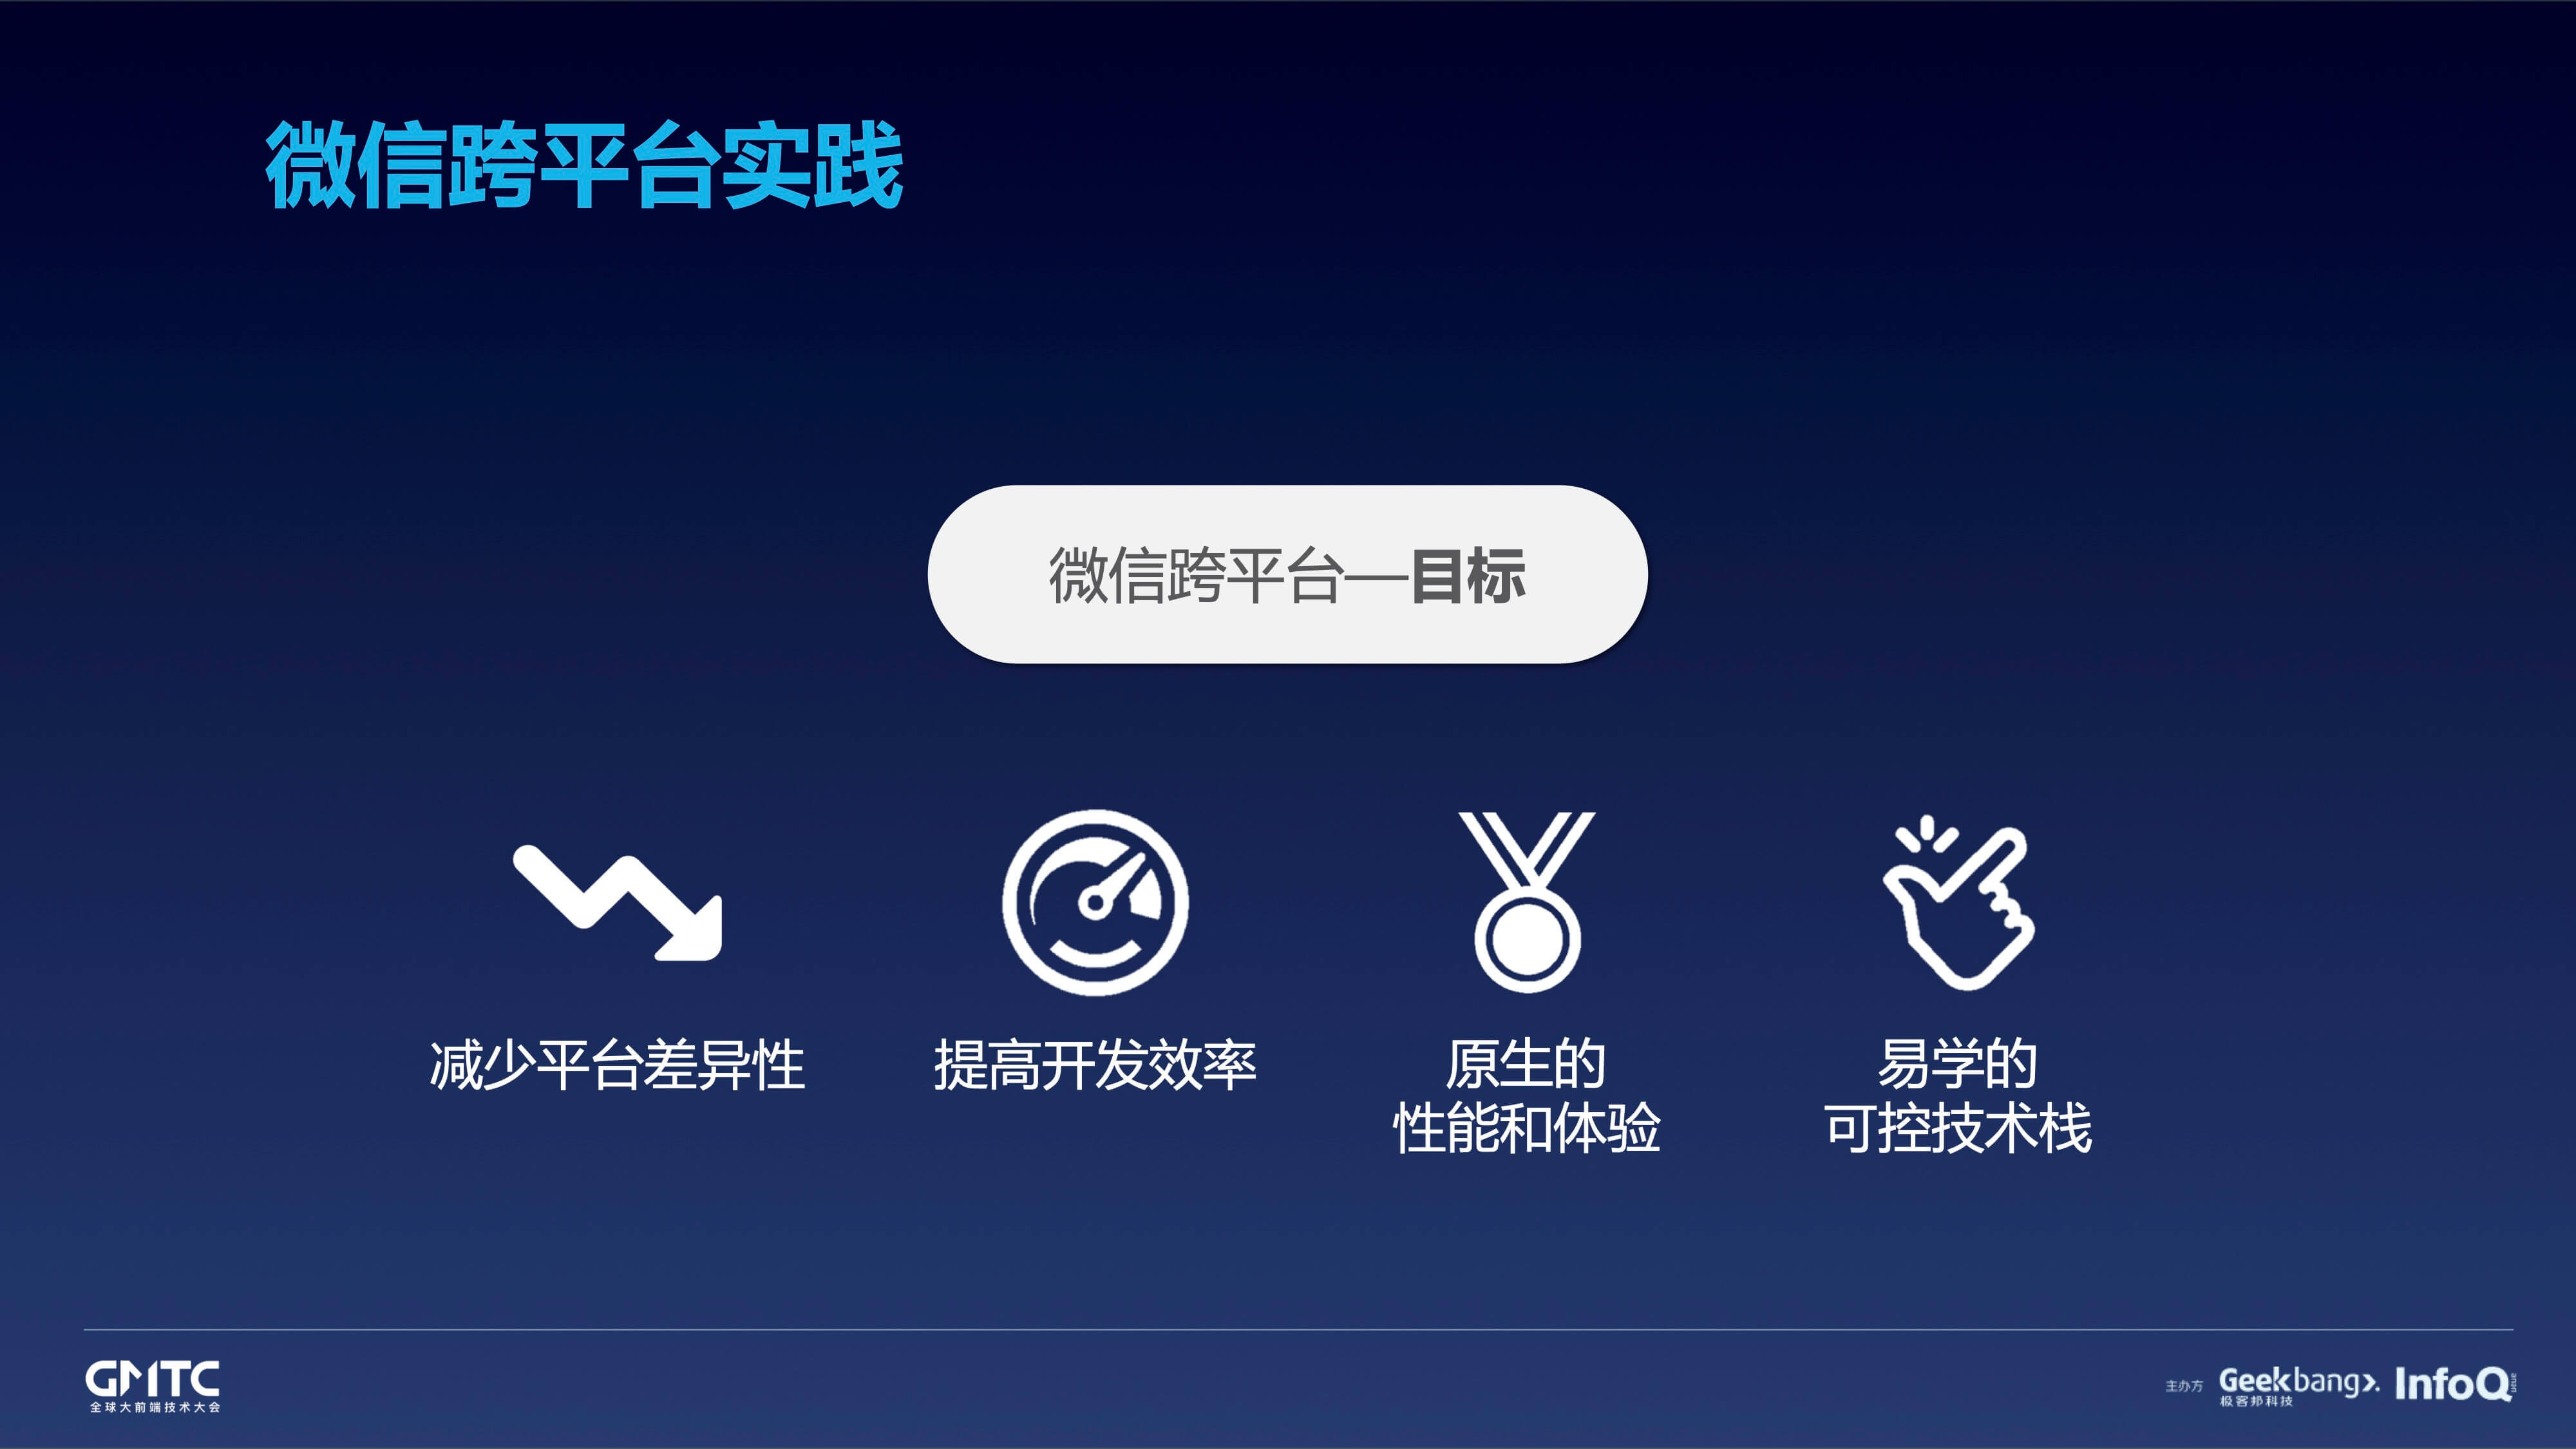 微信跨平台实践
微信跨平台—目标
减少平台差异性
提高开发效率
原生的
性能和体验
易学的
可控技术栈
GMTC
全球大前端技术大会
主办方
Geekbang>.
极客邦科技
InfoQ